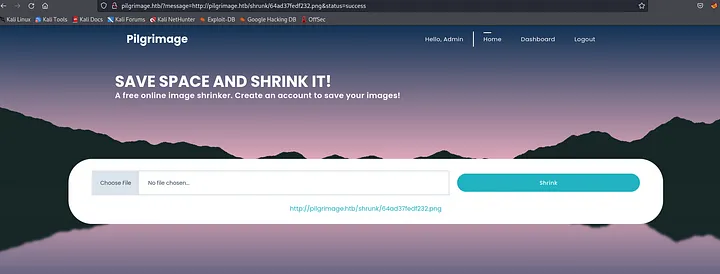 pilgrimage.htb/?message=http://pilgrimage.htb/shrunk/64ad37fedf232.png&status=success
Kali Linux Kali Tools Kali Docs Kali Forums Kali NetHunter Exploit-DB Google Hacking DB OffSec
Pilgrimage Hello, Admin Home Dashboard Logout
SAVE SPACE AND SHRINK IT!
A free online image shrinker. Create an account to save your images!
Choose File No file chosen... Shrink
http://pilgrimage.htb/shrunk/64ad37fedf232.png